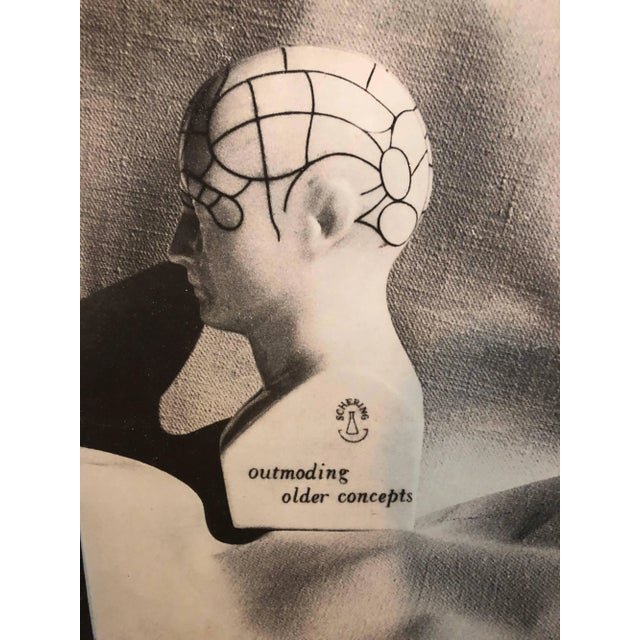 SCHERING
outmoding
older concepts